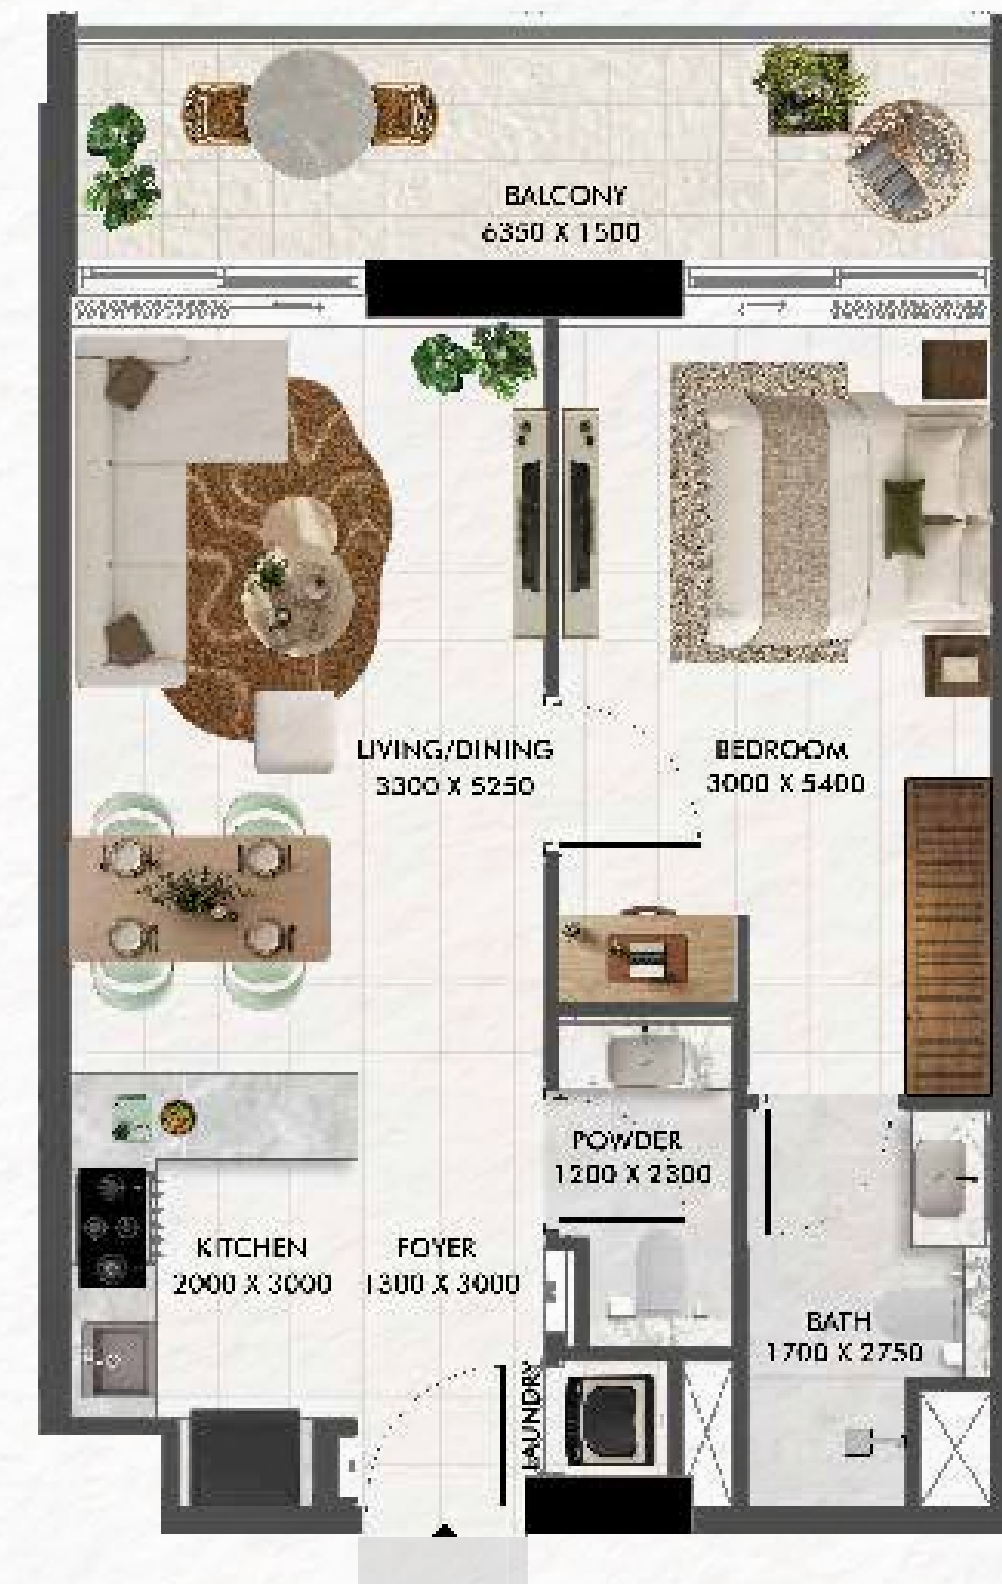 BALCONY
6350 X 1500
LIVING/DINING
3300 X 5250
BEDROOM
3000 X 5400
POWDER
1200 X 2300
KITCHEN
2000 X 3000
FOYER
1300 X 3000
BATH
1700 X 2750
LAUNDRY